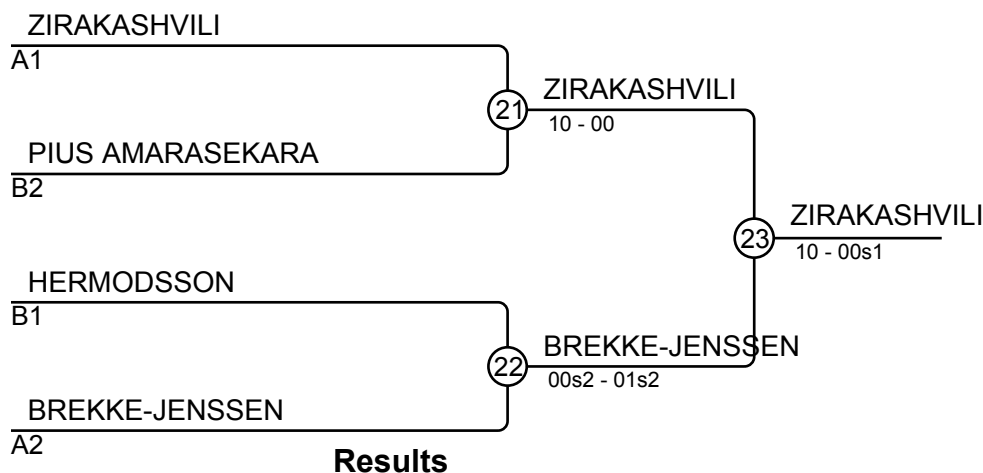 ZIRAKASHVILI
A1
21
ZIRAKASHVILI
10 - 00
PIUS AMARASEKARA
B2
23
ZIRAKASHVILI
10 - 00s1
HERMODSSON
B1
22
BREKKE-JENSSEN
00s2 - 01s2
BREKKE-JENSSEN
A2
Results